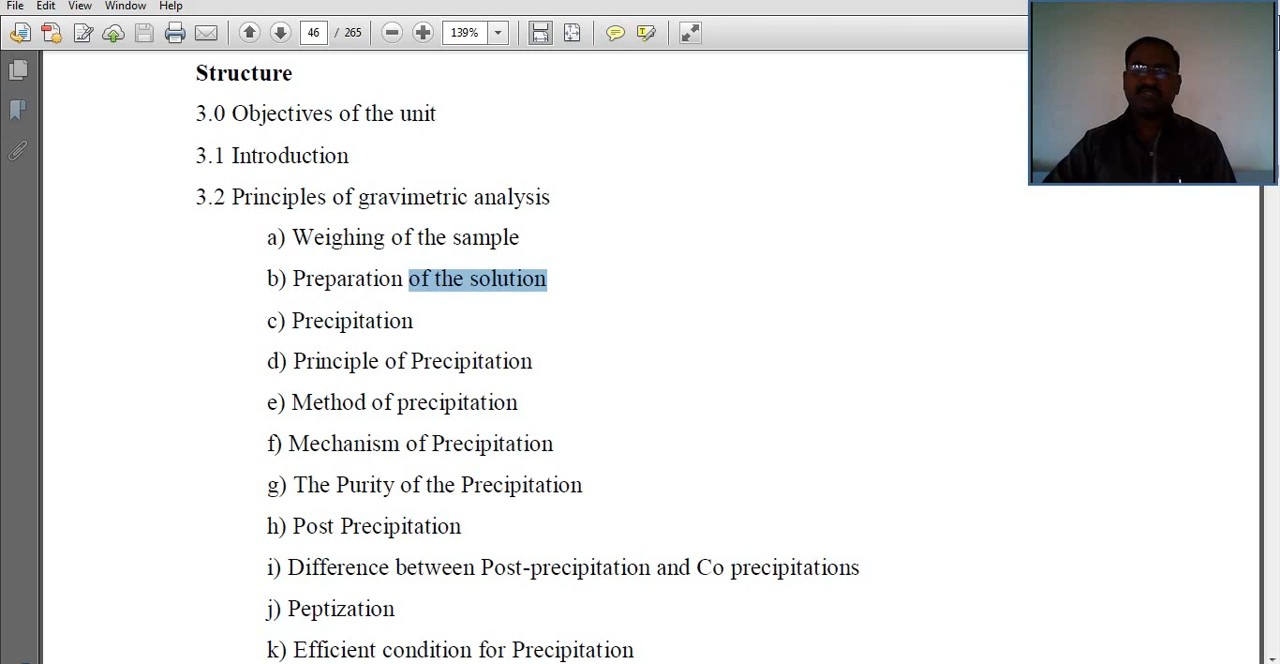 File Edit View Window Help
46 / 265 139%
Structure
3.0 Objectives of the unit
3.1 Introduction
3.2 Principles of gravimetric analysis
a) Weighing of the sample
b) Preparation of the solution
c) Precipitation
d) Principle of Precipitation
e) Method of precipitation
f) Mechanism of Precipitation
g) The Purity of the Precipitation
h) Post Precipitation
i) Difference between Post-precipitation and Co precipitations
j) Peptization
k) Efficient condition for Precipitation